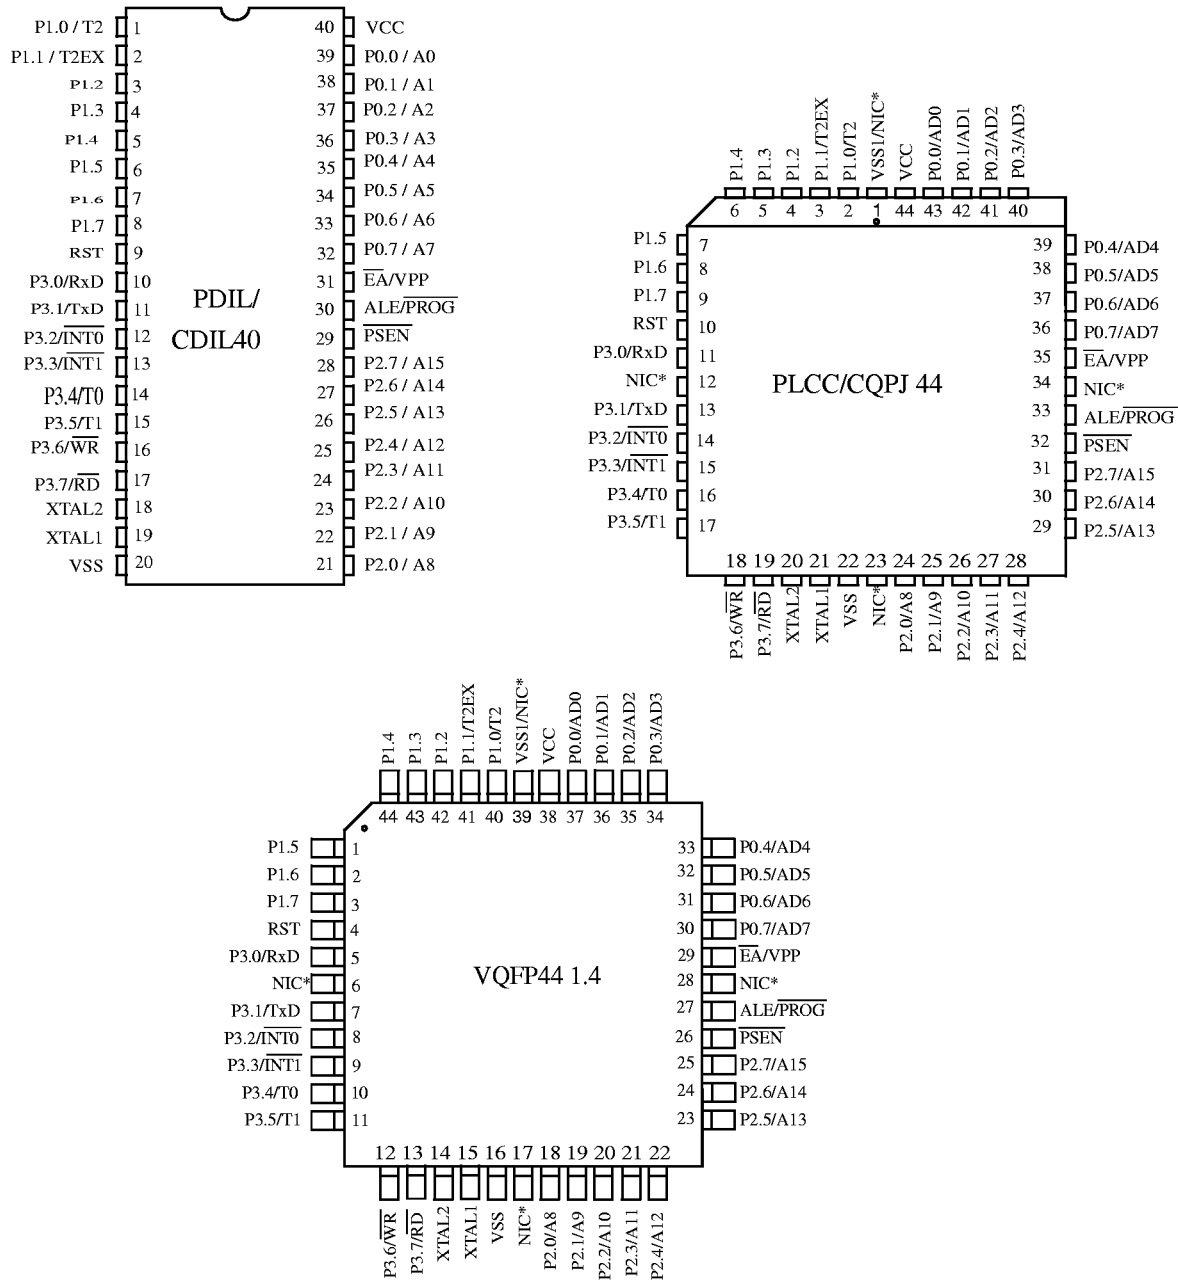 P1.0 / T2 1 40 VCC
P1.1 / T2EX 2 39 P0.0 / A0
P1.2 3 38 P0.1 / A1
P1.3 4 37 P0.2 / A2
P1.4 5 36 P0.3 / A3
P1.5 6 35 P0.4 / A4
P1.6 7 34 P0.5 / A5
P1.7 8 33 P0.6 / A6
RST 9 32 P0.7 / A7
P3.0/RxD 10 31 EA/VPP
P3.1/TxD 11 30 ALE/PROG
P3.2/INT0 12 29 PSEN
P3.3/INT1 13 28 P2.7 / A15
P3.4/T0 14 27 P2.6 / A14
P3.5/T1 15 26 P2.5 / A13
P3.6/WR 16 25 P2.4 / A12
P3.7/RD 17 24 P2.3 / A11
XTAL2 18 23 P2.2 / A10
XTAL1 19 22 P2.1 / A9
VSS 20 21 P2.0 / A8
PDIL/
CDIL40
P1.4
P1.3
P1.2
P1.1/T2EX
P1.0/T2
VSS1/NIC*
VCC
P0.0/AD0
P0.1/AD1
P0.2/AD2
P0.3/AD3
6 5 4 3 2 1 44 43 42 41 40
P1.5 7 39 P0.4/AD4
P1.6 8 38 P0.5/AD5
P1.7 9 37 P0.6/AD6
RST 10 36 P0.7/AD7
P3.0/RxD 11 35 EA/VPP
NIC* 12 34 NIC*
P3.1/TxD 13 33 ALE/PROG
P3.2/INT0 14 32 PSEN
P3.3/INT1 15 31 P2.7/A15
P3.4/T0 16 30 P2.6/A14
P3.5/T1 17 29 P2.5/A13
PLCC/CQPJ 44
18 19 20 21 22 23 24 25 26 27 28
P3.6/WR
P3.7/RD
XTAL2
XTAL1
VSS
NIC*
P2.0/A8
P2.1/A9
P2.2/A10
P2.3/A11
P2.4/A12
P1.4
P1.3
P1.2
P1.1/T2EX
P1.0/T2
VSS1/NIC*
VCC
P0.0/AD0
P0.1/AD1
P0.2/AD2
P0.3/AD3
44 43 42 41 40 39 38 37 36 35 34
P1.5 1 33 P0.4/AD4
P1.6 2 32 P0.5/AD5
P1.7 3 31 P0.6/AD6
RST 4 30 P0.7/AD7
P3.0/RxD 5 29 EA/VPP
NIC* 6 28 NIC*
P3.1/TxD 7 27 ALE/PROG
P3.2/INT0 8 26 PSEN
P3.3/INT1 9 25 P2.7/A15
P3.4/T0 10 24 P2.6/A14
P3.5/T1 11 23 P2.5/A13
VQFP44 1.4
12 13 14 15 16 17 18 19 20 21 22
P3.6/WR
P3.7/RD
XTAL2
XTAL1
VSS
NIC*
P2.0/A8
P2.1/A9
P2.2/A10
P2.3/A11
P2.4/A12